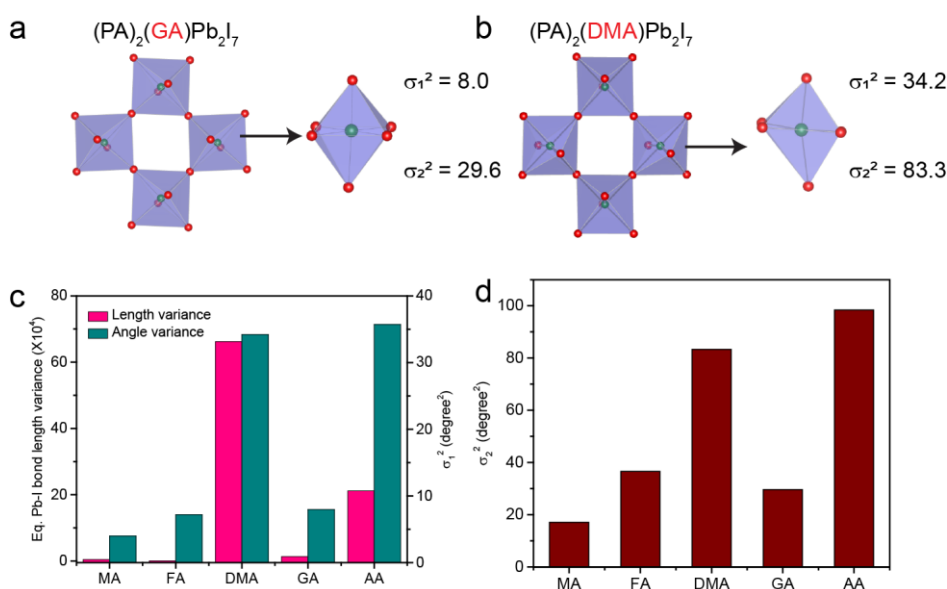 a
(PA)₂(GA)Pb₂I₇
σ₁² = 8.0
σ₂² = 29.6
b
(PA)₂(DMA)Pb₂I₇
σ₁² = 34.2
σ₂² = 83.3
c
Length variance
Angle variance
Eq. Pb-I bond length variance (X10⁴)
80
60
40
20
0
σ₁² (degree²)
40
30
20
10
0
MA FA DMA GA AA
d
σ₂² (degree²)
100
80
60
40
20
0
MA FA DMA GA AA